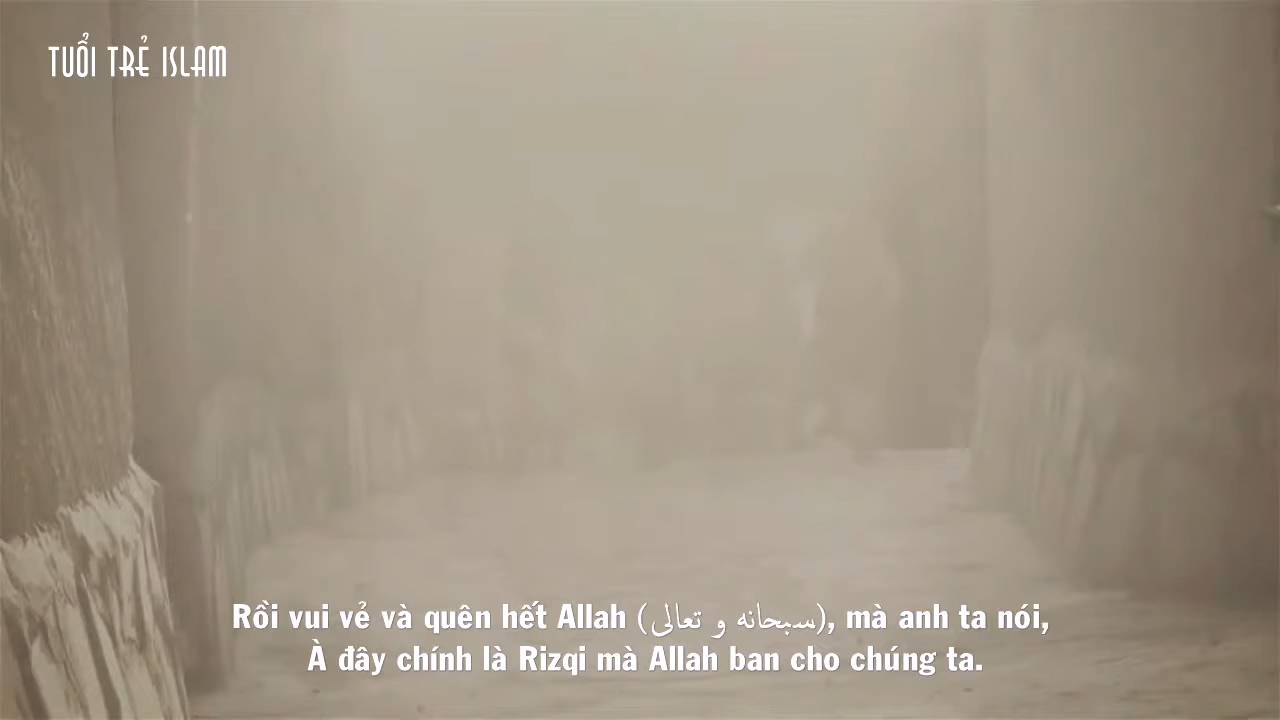 TUỔI TRẺ ISLAM
Rồi vui vẻ và quên hết Allah (سبحانه و تعالى), mà anh ta nói,
À đây chính là Rizqi mà Allah ban cho chúng ta.